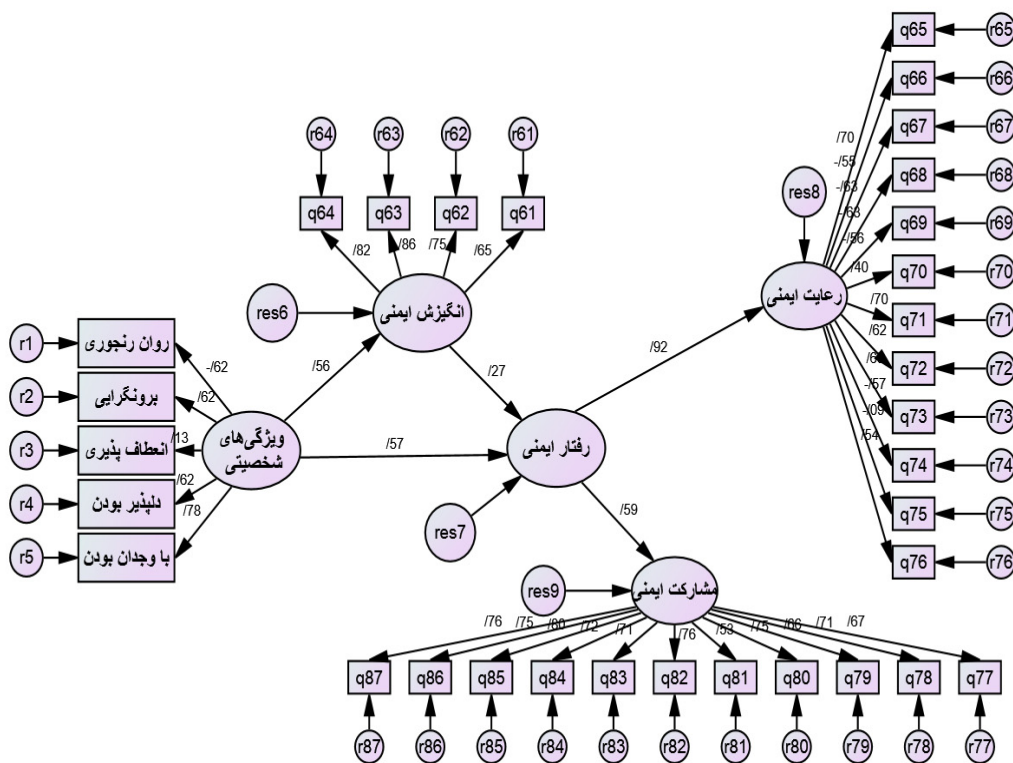 r64
r63
r62
r61
q64
q63
q62
q61
/82
/86
/75
/65
انگیزش ایمنی
res6
r1
r2
r3
r4
r5
روان رنجوری
برونگرایی
انعطاف پذیری
دلپذیر بودن
با وجدان بودن
-/62
/62
/13
/62
/78
ویژگی‌های
شخصیتی
/56
/57
/27
رفتار ایمنی
res7
/92
/59
res8
رعایت ایمنی
/70
-/55
-/63
-/63
-/56
/40
/70
/62
-/57
-/09
/54
q65
r65
q66
r66
q67
r67
q68
r68
q69
r69
q70
r70
q71
r71
q72
r72
q73
r73
q74
r74
q75
r75
q76
r76
res9
مشارکت ایمنی
/76
/75
/80
/72
/71
/76
/53
/75
/66
/71
/67
q87
q86
q85
q84
q83
q82
q81
q80
q79
q78
q77
r87
r86
r85
r84
r83
r82
r81
r80
r79
r78
r77